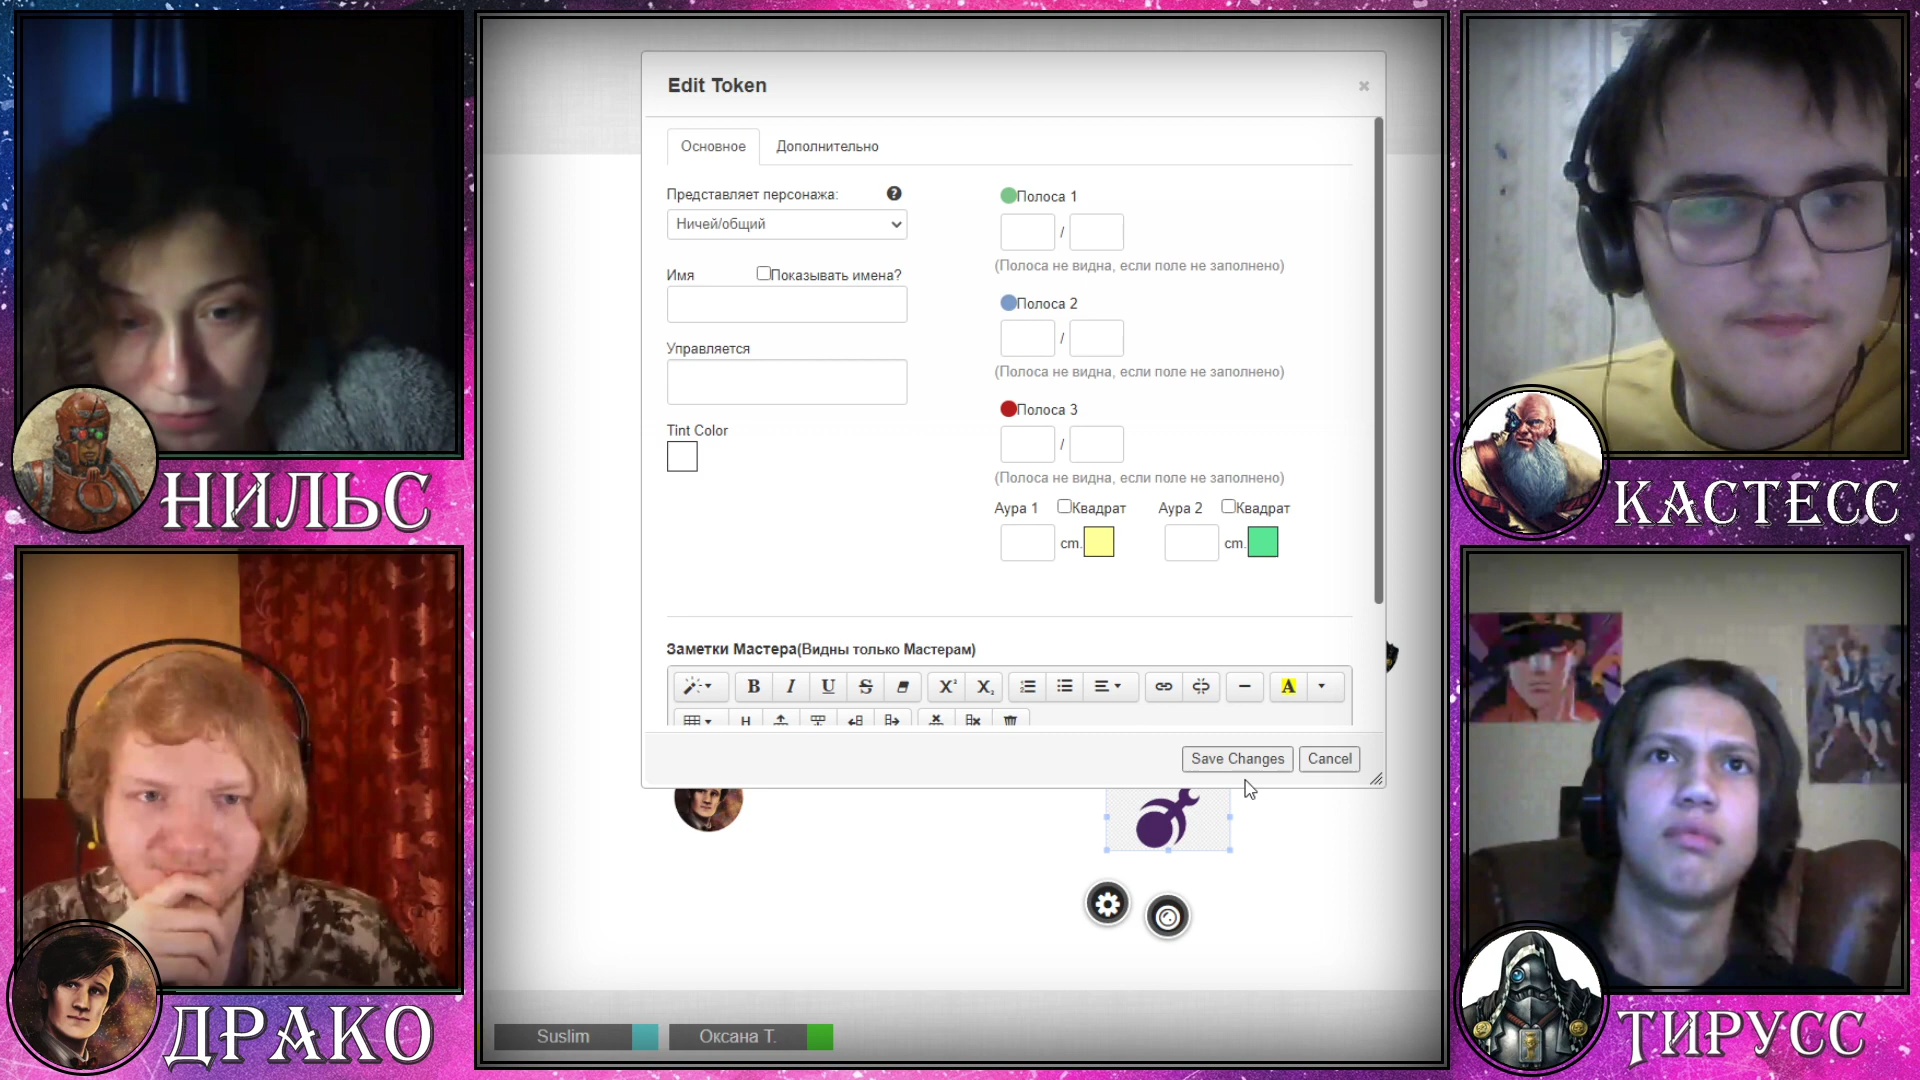 Edit Token
Основное
Дополнительно
Представляет персонажа:
Ничей/общий
Имя
Показывать имена?
Управляется
Tint Color
Полоса 1
/
(Полоса не видна, если поле не заполнено)
Полоса 2
/
(Полоса не видна, если поле не заполнено)
Полоса 3
/
(Полоса не видна, если поле не заполнено)
Аура 1
Квадрат
Аура 2
Квадрат
cm.
cm.
Заметки Мастера(Видны только Мастерам)
B I U S X² X₂ A
H
Save Changes
Cancel
Suslim
Оксана Т.
НИЛЬС
КАСТЕСС
ДРАКО
ТИРУСС